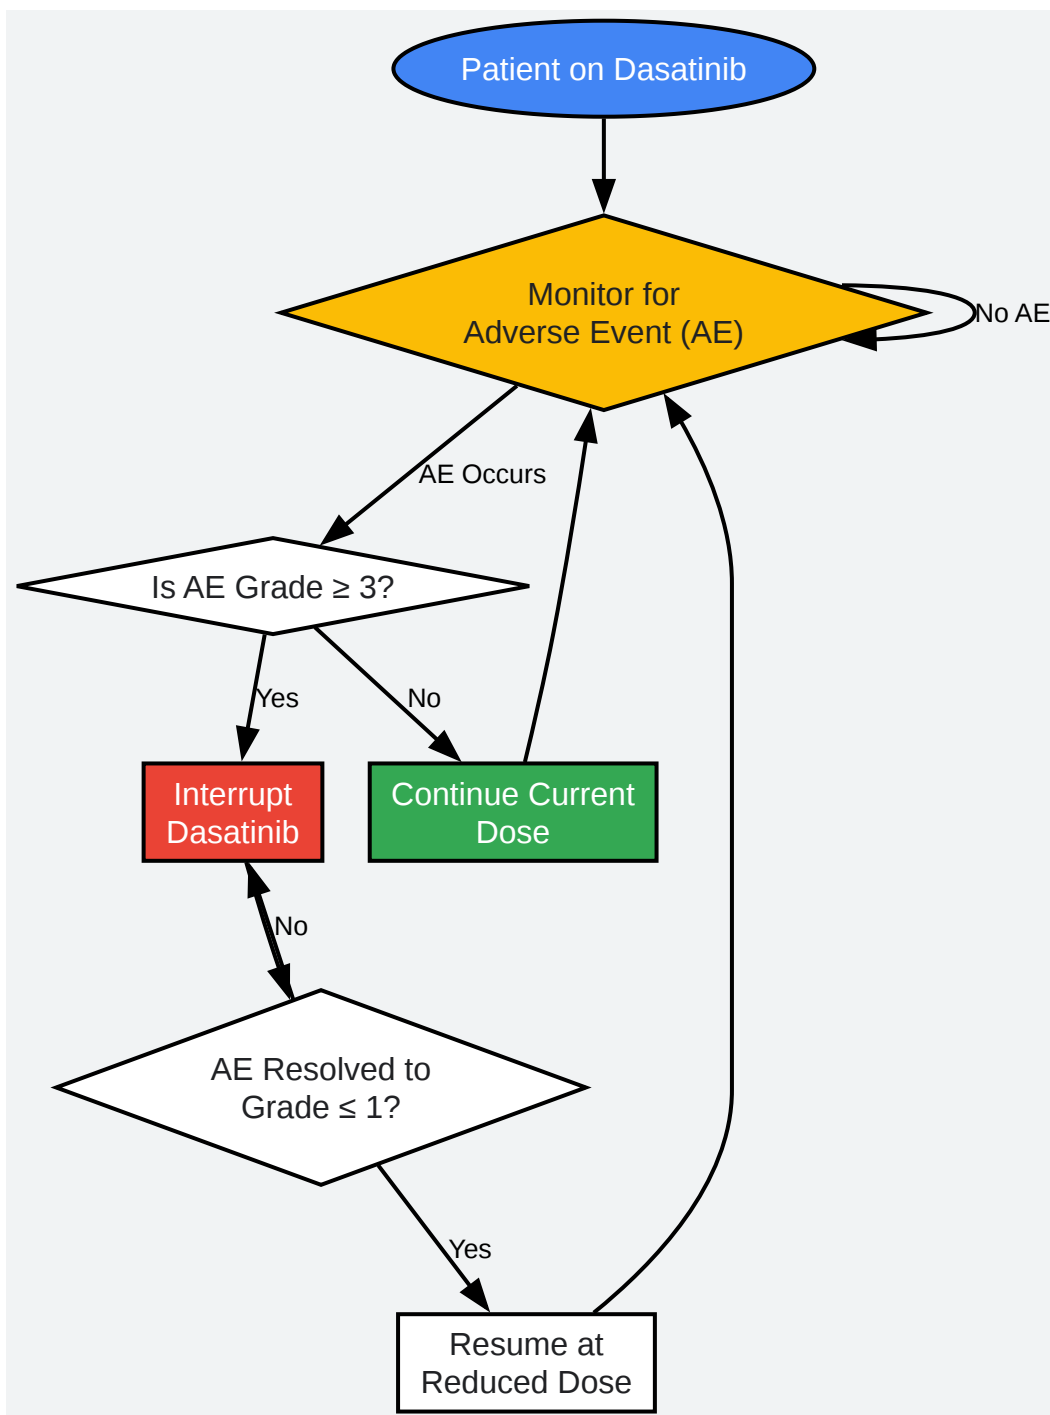 Patient on Dasatinib
Monitor for
Adverse Event (AE)
No AE
AE Occurs
Is AE Grade ≥ 3?
Yes
No
Interrupt
Dasatinib
Continue Current
Dose
No
AE Resolved to
Grade ≤ 1?
Yes
Resume at
Reduced Dose